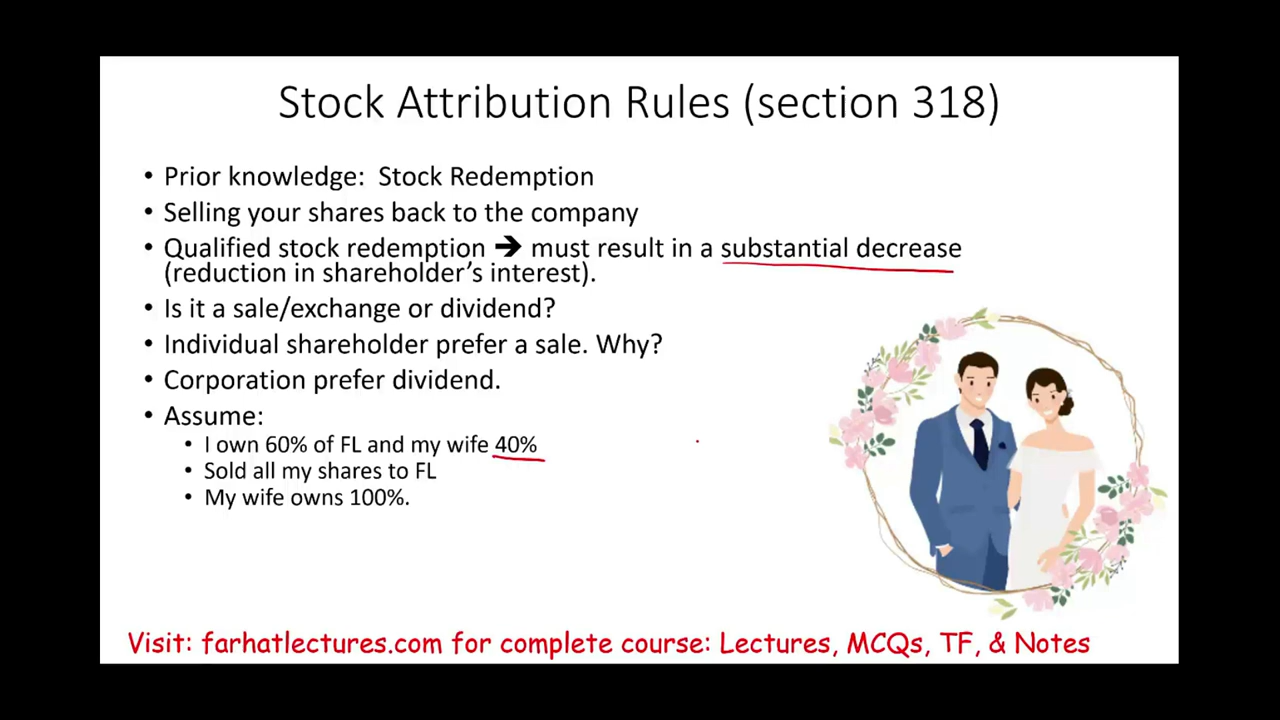 Stock Attribution Rules (section 318)
• Prior knowledge:  Stock Redemption
• Selling your shares back to the company
• Qualified stock redemption 🡪 must result in a substantial decrease
(reduction in shareholder’s interest).
• Is it a sale/exchange or dividend?
• Individual shareholder prefer a sale. Why?
• Corporation prefer dividend.
• Assume:
• I own 60% of FL and my wife 40%
• Sold all my shares to FL
• My wife owns 100%.
Visit: farhatlectures.com for complete course: Lectures, MCQs, TF, & Notes